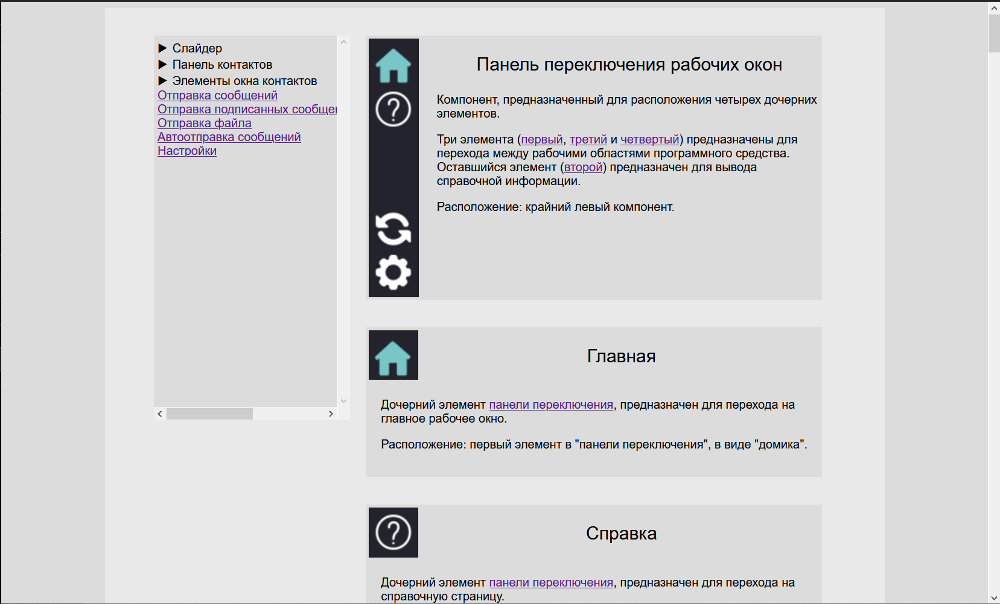 Слайдер
Панель контактов
Элементы окна контактов
Отправка сообщений
Отправка подписанных сообще
Отправка файла
Автоотправка сообщений
Настройки
Панель переключения рабочих окон
Компонент, предназначенный для расположения четырех дочерних
элементов.
Три элемента (первый, третий и четвертый) предназначены для
перехода между рабочими областями программного средства.
Оставшийся элемент (второй) предназначен для вывода
справочной информации.
Расположение: крайний левый компонент.
Главная
Дочерний элемент панели переключения, предназначен для перехода на
главное рабочее окно.
Расположение: первый элемент в "панели переключения", в виде "домика".
Справка
Дочерний элемент панели переключения, предназначен для перехода на
справочную страницу.